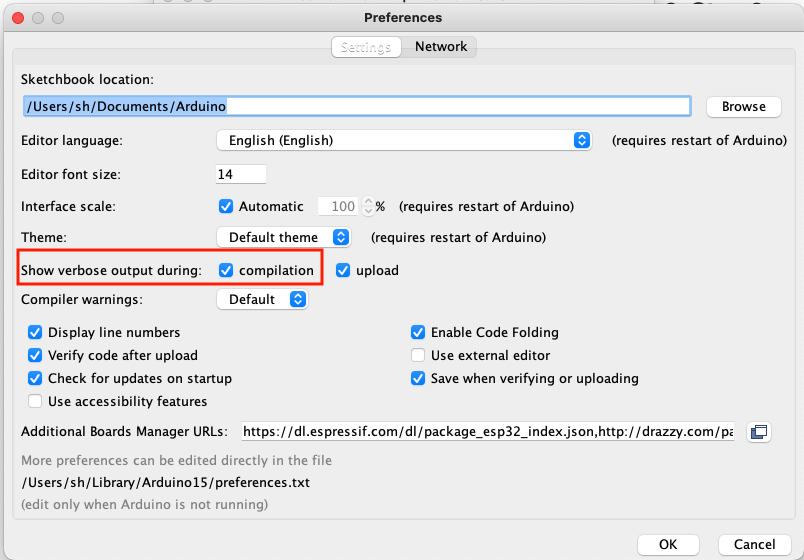 Preferences
Settings Network
Sketchbook location:
/Users/sh/Documents/Arduino Browse
Editor language: English (English) (requires restart of Arduino)
Editor font size: 14
Interface scale: Automatic 100 % (requires restart of Arduino)
Theme: Default theme (requires restart of Arduino)
Show verbose output during: compilation upload
Compiler warnings: Default
Display line numbers Enable Code Folding
Verify code after upload Use external editor
Check for updates on startup Save when verifying or uploading
Use accessibility features
Additional Boards Manager URLs: https://dl.espressif.com/dl/package_esp32_index.json,http://drazzy.com/pa
More preferences can be edited directly in the file
/Users/sh/Library/Arduino15/preferences.txt
(edit only when Arduino is not running)
OK Cancel